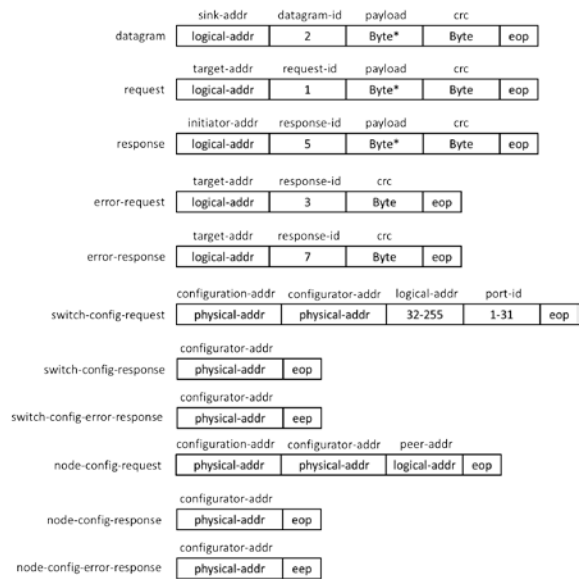 sink-addr datagram-id payload crc
datagram logical-addr 2 Byte* Byte eop
target-addr request-id payload crc
request logical-addr 1 Byte* Byte eop
initiator-addr response-id payload crc
response logical-addr 5 Byte* Byte eop
target-addr response-id crc
error-request logical-addr 3 Byte eop
target-addr response-id crc
error-response logical-addr 7 Byte eop
configuration-addr configurator-addr logical-addr port-id
switch-config-request physical-addr physical-addr 32-255 1-31 eop
configurator-addr
switch-config-response physical-addr eop
configurator-addr
switch-config-error-response physical-addr eep
configuration-addr configurator-addr peer-addr
node-config-request physical-addr physical-addr logical-addr eop
configurator-addr
node-config-response physical-addr eop
configurator-addr
node-config-error-response physical-addr eep